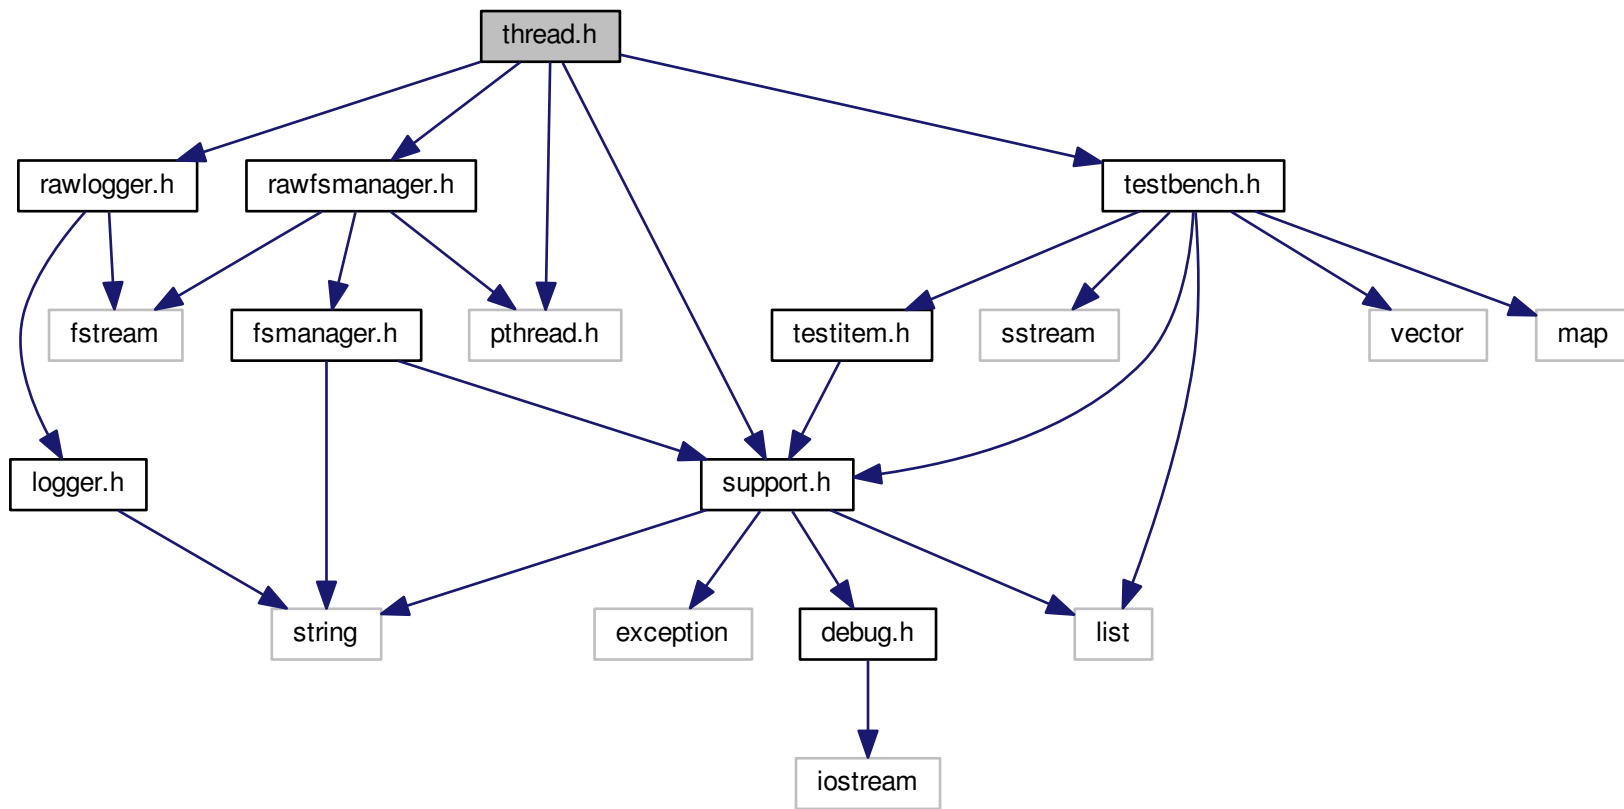 thread.h
rawlogger.h
rawfsmanager.h
testbench.h
fstream
fsmanager.h
pthread.h
testitem.h
sstream
vector
map
logger.h
support.h
string
exception
debug.h
list
iostream